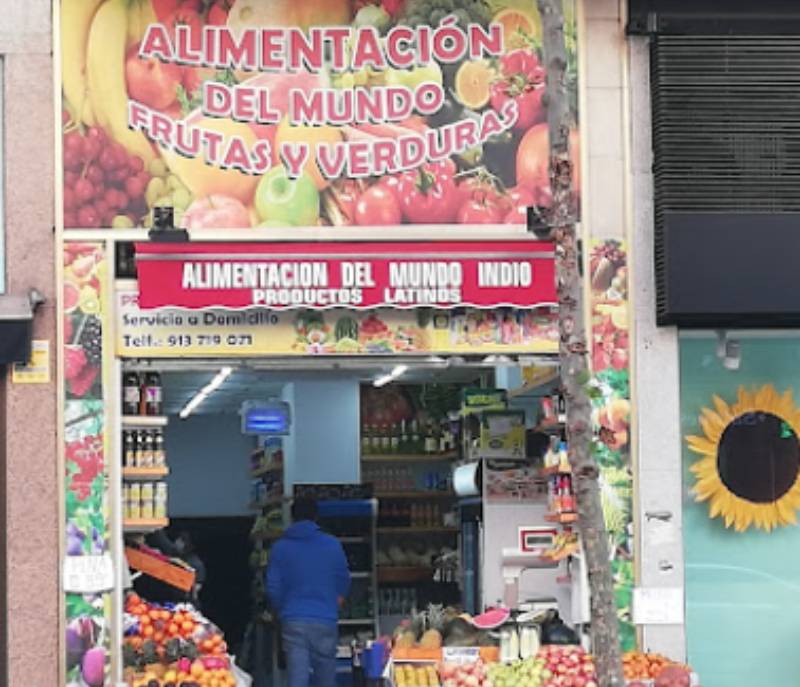 ALIMENTACIÓN
DEL MUNDO
FRUTAS Y VERDURAS
ALIMENTACION DEL MUNDO INDIO
PRODUCTOS LATINOS
Servicio a Domicilio
Telf.: 913 719 071